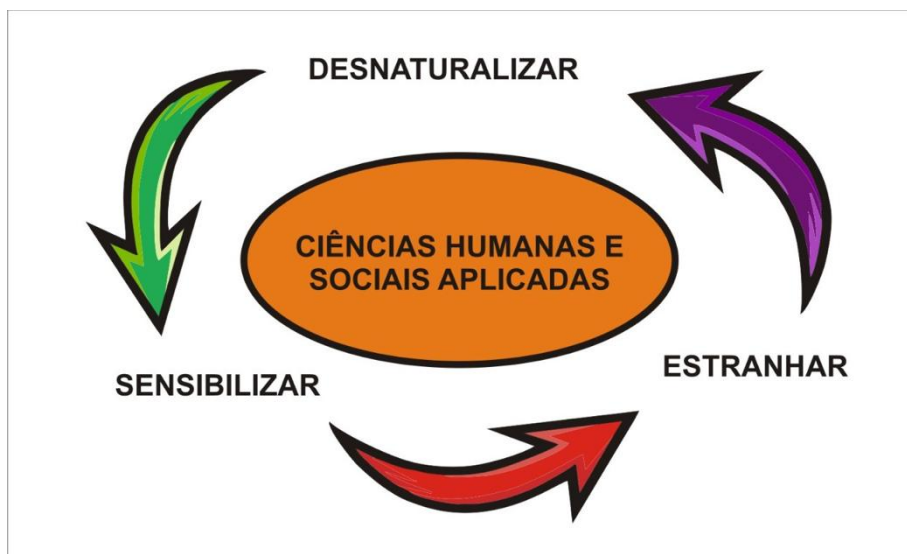 DESNATURALIZAR
CIÊNCIAS HUMANAS E
SOCIAIS APLICADAS
ESTRANHAR
SENSIBILIZAR